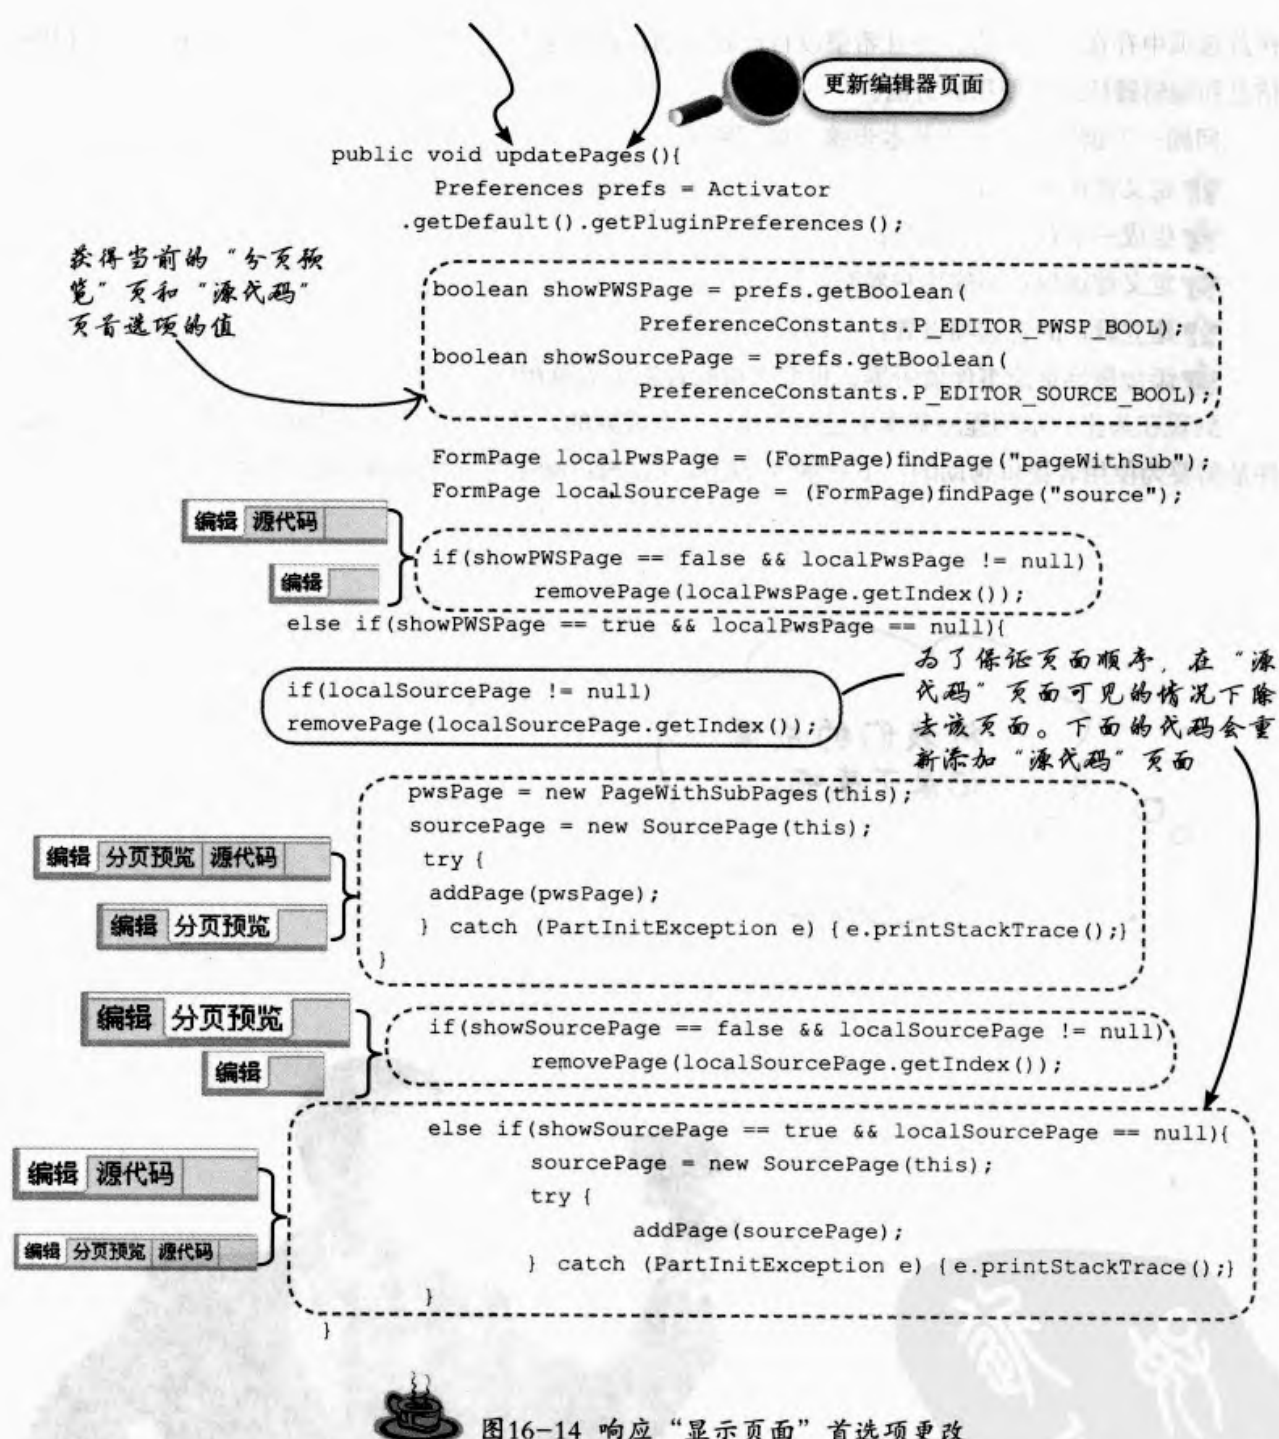 更新编辑器页面
public void updatePages(){
Preferences prefs = Activator
.getDefault().getPluginPreferences();
获得当前的“分页预
览”页和“源代码”
页首选项的值
boolean showPWSPage = prefs.getBoolean(
PreferenceConstants.P_EDITOR_PWSP_BOOL);
boolean showSourcePage = prefs.getBoolean(
PreferenceConstants.P_EDITOR_SOURCE_BOOL);
FormPage localPwsPage = (FormPage)findPage("pageWithSub");
FormPage localSourcePage = (FormPage)findPage("source");
编辑 源代码
编辑
if(showPWSPage == false && localPwsPage != null)
removePage(localPwsPage.getIndex());
else if(showPWSPage == true && localPwsPage == null){
为了保证页面顺序，在“源
代码”页面可见的情况下除
去该页面。下面的代码会重
新添加“源代码”页面
if(localSourcePage != null)
removePage(localSourcePage.getIndex());
pwsPage = new PageWithSubPages(this);
sourcePage = new SourcePage(this);
try {
addPage(pwsPage);
} catch (PartInitException e) {e.printStackTrace();}
}
编辑 分页预览 源代码
编辑 分页预览
编辑 分页预览
编辑
if(showSourcePage == false && localSourcePage != null)
removePage(localSourcePage.getIndex());
else if(showSourcePage == true && localSourcePage == null){
sourcePage = new SourcePage(this);
try {
addPage(sourcePage);
} catch (PartInitException e) {e.printStackTrace();}
}
编辑 源代码
编辑 分页预览 源代码
}
图16-14 响应“显示页面”首选项更改